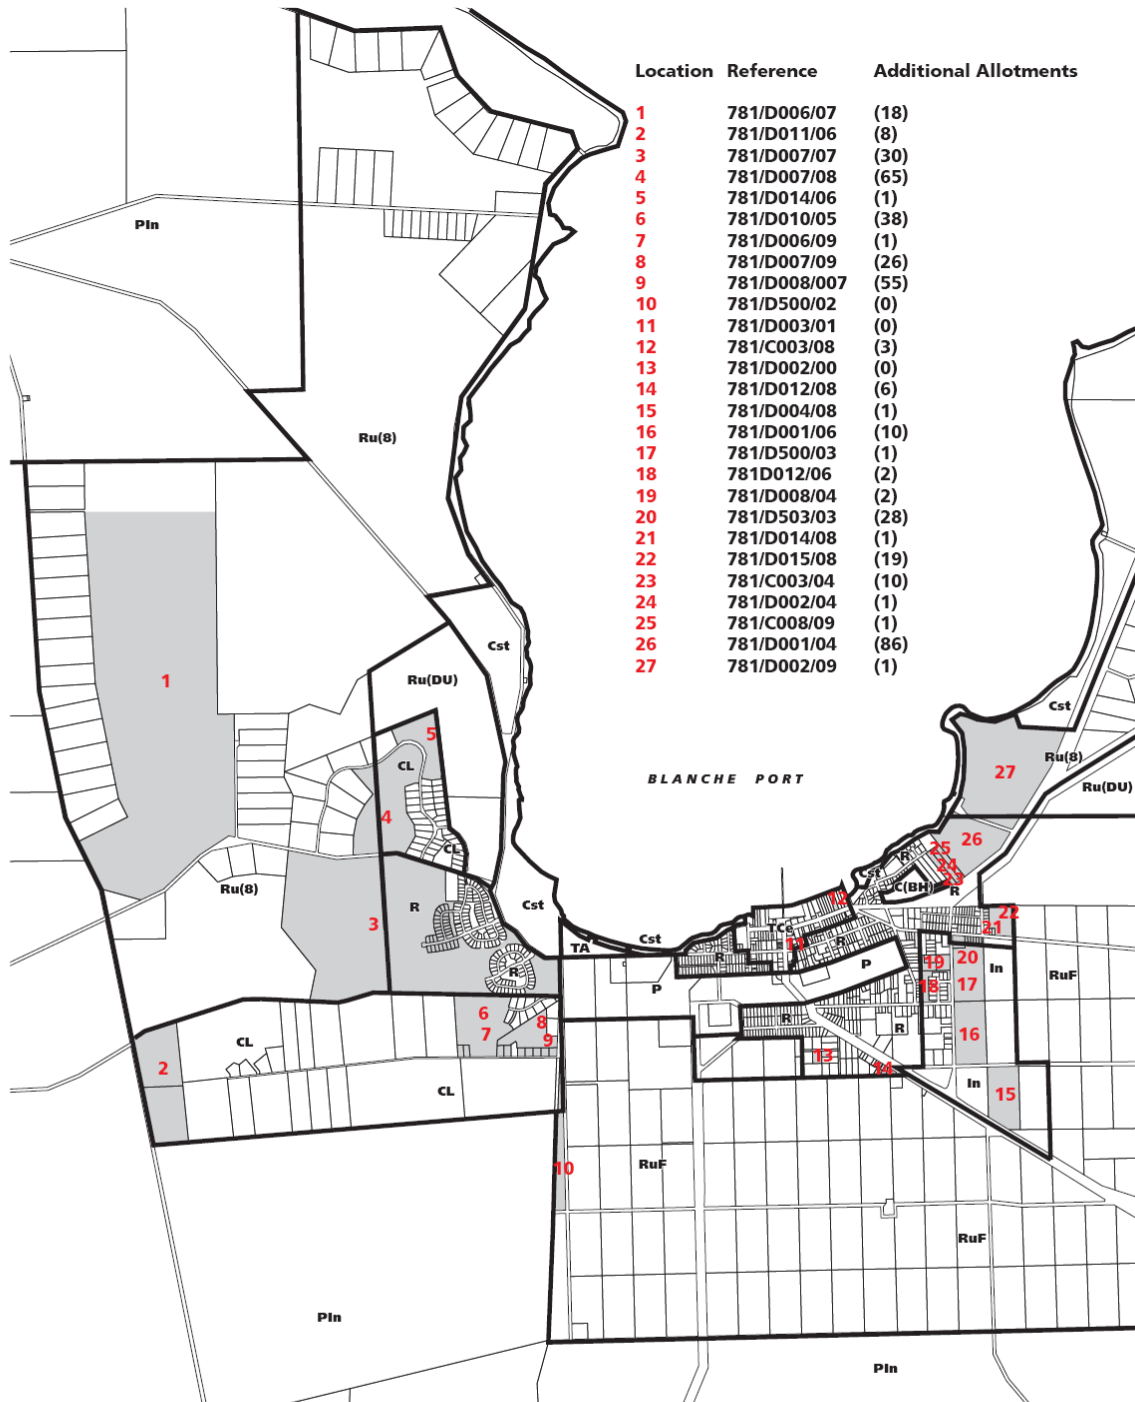 Location Reference Additional Allotments
1 781/D006/07 (18)
2 781/D011/06 (8)
3 781/D007/07 (30)
4 781/D007/08 (65)
5 781/D014/06 (1)
6 781/D010/05 (38)
7 781/D006/09 (1)
8 781/D007/09 (26)
9 781/D008/007 (55)
10 781/D500/02 (0)
11 781/D003/01 (0)
12 781/C003/08 (3)
13 781/D002/00 (0)
14 781/D012/08 (6)
15 781/D004/08 (1)
16 781/D001/06 (10)
17 781/D500/03 (1)
18 781D012/06 (2)
19 781/D008/04 (2)
20 781/D503/03 (28)
21 781/D014/08 (1)
22 781/D015/08 (19)
23 781/C003/04 (10)
24 781/D002/04 (1)
25 781/C008/09 (1)
26 781/D001/04 (86)
27 781/D002/09 (1)
PIn
Ru(8)
Cst
1
Ru(DU)
Cst
5
Ru(8)
CL
27
BLANCHE PORT
Ru(DU)
4
26
CL
25
R
24
Cst
23
Ru(8)
C(BH)
R
12
R
Cst
22
3
TCe
21
11
R
Cst
TA
R
20
19
P
In
RuF
R
17
18
P
6
8
R
R
7
16
9
CL
13
2
14
In
CL
15
RuF
10
RuF
PIn
PIn